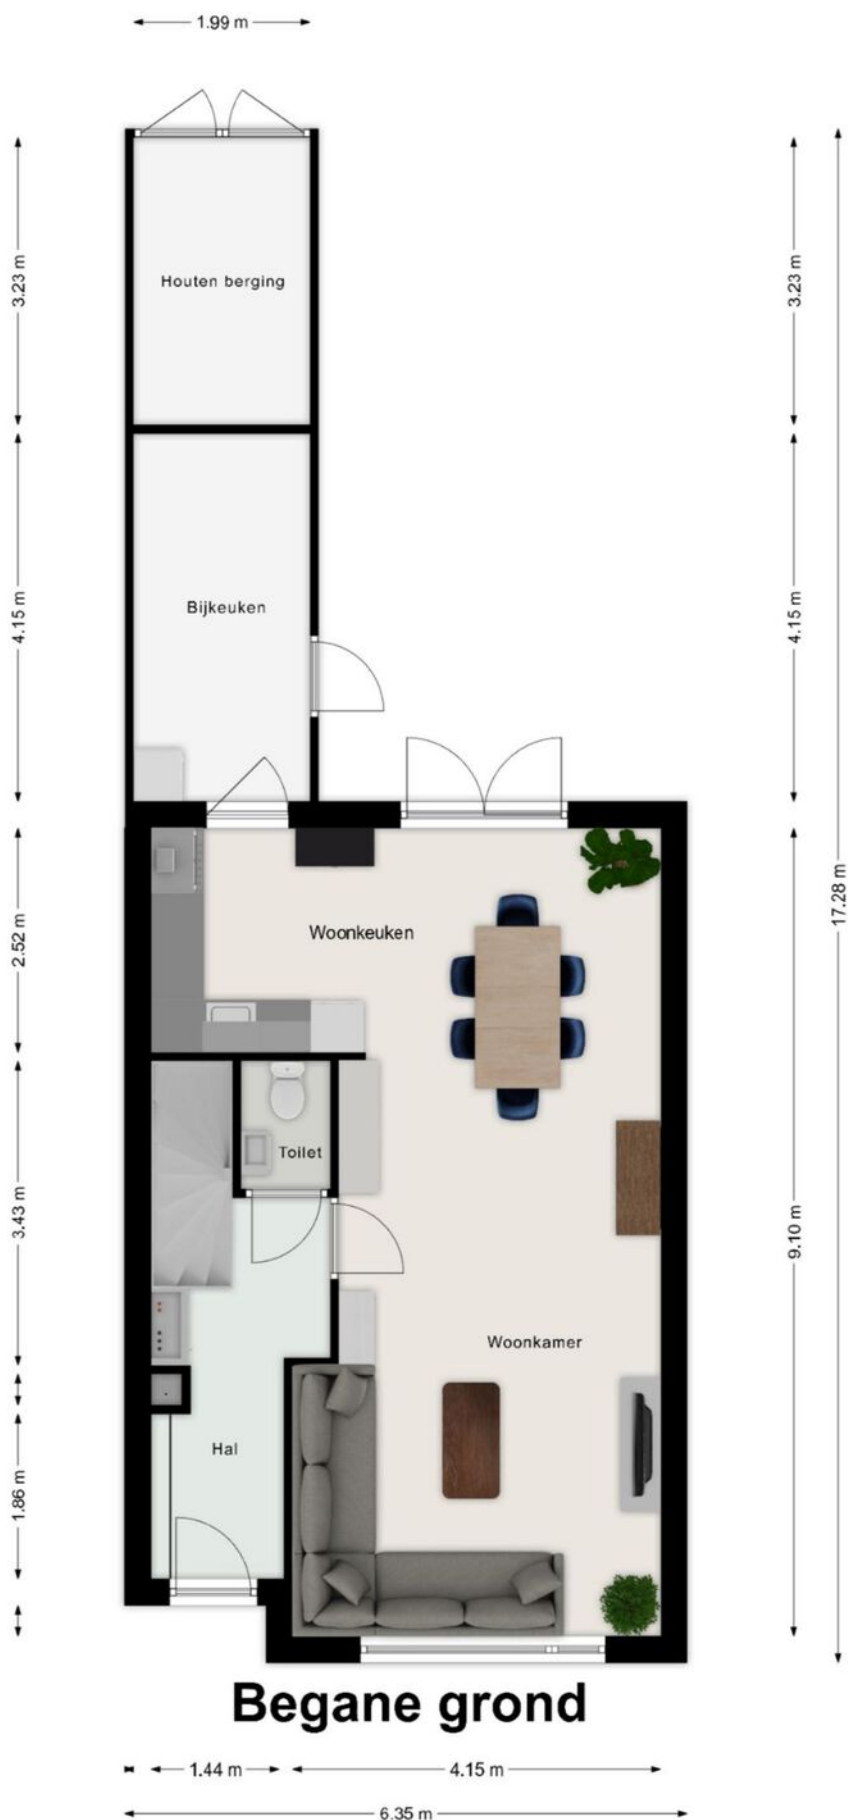 1.99 m
3.23 m
Houten berging
3.23 m
4.15 m
Bijkeuken
4.15 m
17.28 m
2.52 m
Woonkeuken
Toilet
3.43 m
9.10 m
Woonkamer
Hal
1.86 m
Begane grond
1.44 m
4.15 m
6.35 m